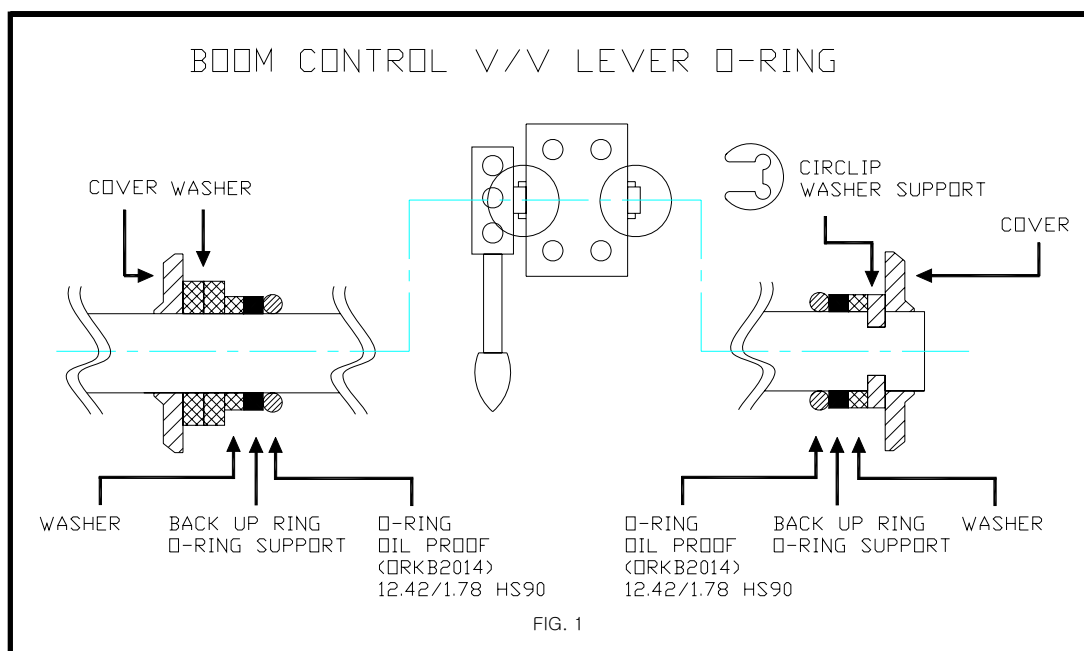 BOOM CONTROL V/V LEVER O-RING
COVER WASHER
CIRCLIP
WASHER SUPPORT
COVER
WASHER
BACK UP RING
O-RING SUPPORT
O-RING
OIL PROOF
(ORKB2014)
12.42/1.78 HS90
O-RING
OIL PROOF
(ORKB2014)
12.42/1.78 HS90
BACK UP RING
O-RING SUPPORT
WASHER
FIG. 1